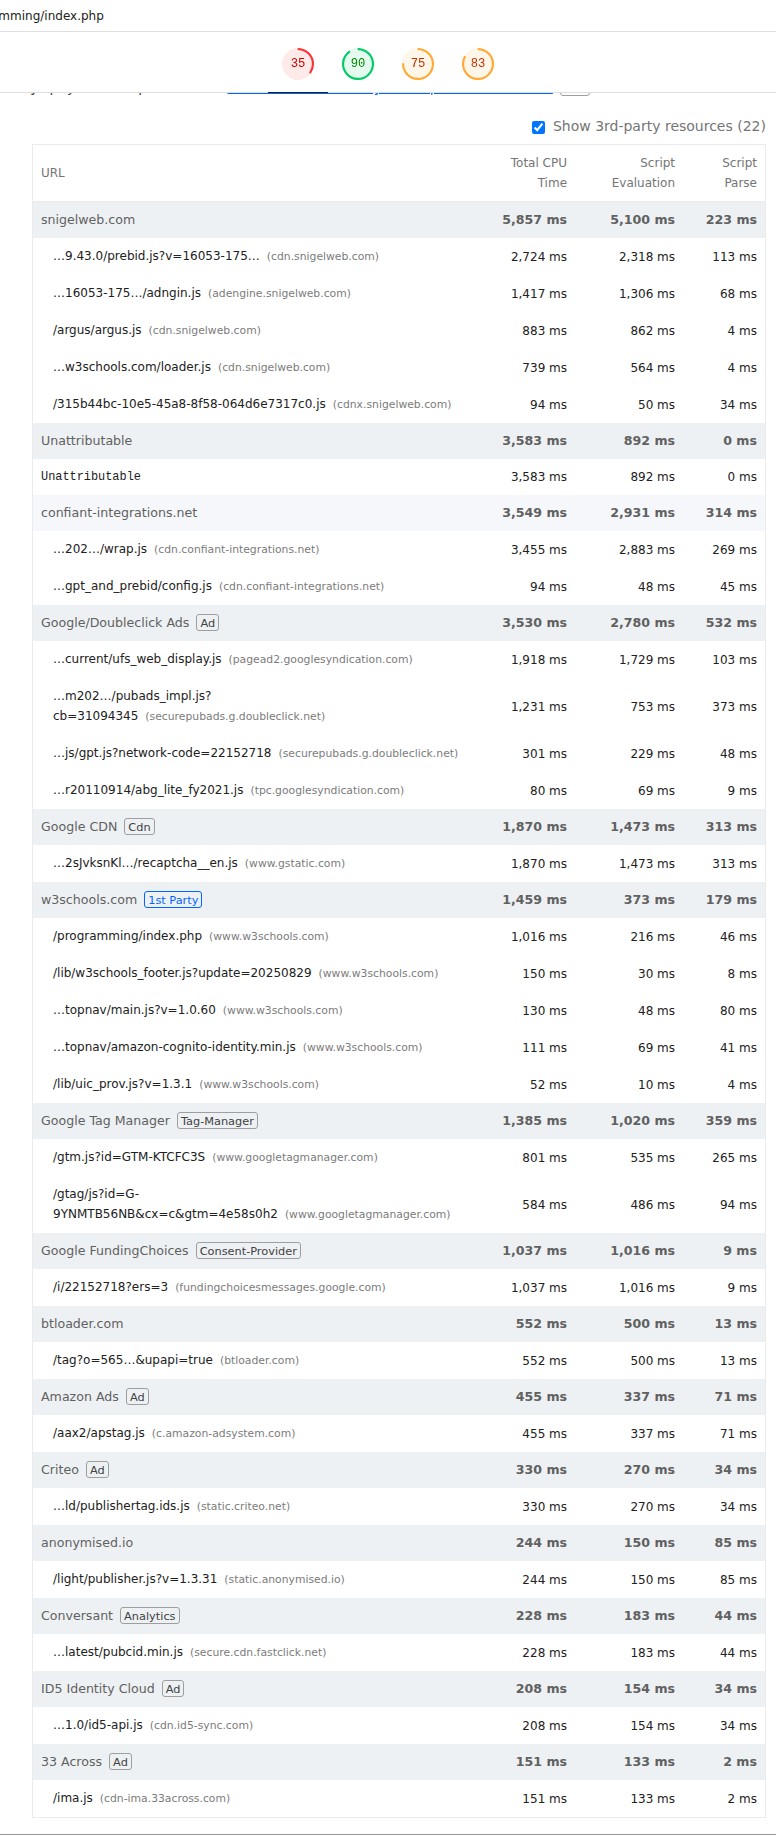 mming/index.php
35 90 75 83
Show 3rd-party resources (22)
URL Total CPU Time Script Evaluation Script Parse
snigelweb.com 5,857 ms 5,100 ms 223 ms
…9.43.0/prebid.js?v=16053-175… (cdn.snigelweb.com) 2,724 ms 2,318 ms 113 ms
…16053-175…/adngin.js (adengine.snigelweb.com) 1,417 ms 1,306 ms 68 ms
/argus/argus.js (cdn.snigelweb.com) 883 ms 862 ms 4 ms
…w3schools.com/loader.js (cdn.snigelweb.com) 739 ms 564 ms 4 ms
/315b44bc-10e5-45a8-8f58-064d6e7317c0.js (cdnx.snigelweb.com) 94 ms 50 ms 34 ms
Unattributable 3,583 ms 892 ms 0 ms
Unattributable 3,583 ms 892 ms 0 ms
confiant-integrations.net 3,549 ms 2,931 ms 314 ms
…202…/wrap.js (cdn.confiant-integrations.net) 3,455 ms 2,883 ms 269 ms
…gpt_and_prebid/config.js (cdn.confiant-integrations.net) 94 ms 48 ms 45 ms
Google/Doubleclick Ads Ad 3,530 ms 2,780 ms 532 ms
…current/ufs_web_display.js (pagead2.googlesyndication.com) 1,918 ms 1,729 ms 103 ms
…m202…/pubads_impl.js?
cb=31094345 (securepubads.g.doubleclick.net) 1,231 ms 753 ms 373 ms
…js/gpt.js?network-code=22152718 (securepubads.g.doubleclick.net) 301 ms 229 ms 48 ms
…r20110914/abg_lite_fy2021.js (tpc.googlesyndication.com) 80 ms 69 ms 9 ms
Google CDN Cdn 1,870 ms 1,473 ms 313 ms
…2sJvksnKl…/recaptcha__en.js (www.gstatic.com) 1,870 ms 1,473 ms 313 ms
w3schools.com 1st Party 1,459 ms 373 ms 179 ms
/programming/index.php (www.w3schools.com) 1,016 ms 216 ms 46 ms
/lib/w3schools_footer.js?update=20250829 (www.w3schools.com) 150 ms 30 ms 8 ms
…topnav/main.js?v=1.0.60 (www.w3schools.com) 130 ms 48 ms 80 ms
…topnav/amazon-cognito-identity.min.js (www.w3schools.com) 111 ms 69 ms 41 ms
/lib/uic_prov.js?v=1.3.1 (www.w3schools.com) 52 ms 10 ms 4 ms
Google Tag Manager Tag-Manager 1,385 ms 1,020 ms 359 ms
/gtm.js?id=GTM-KTCFC3S (www.googletagmanager.com) 801 ms 535 ms 265 ms
/gtag/js?id=G-
9YNMTB56NB&cx=c&gtm=4e58s0h2 (www.googletagmanager.com) 584 ms 486 ms 94 ms
Google FundingChoices Consent-Provider 1,037 ms 1,016 ms 9 ms
/i/22152718?ers=3 (fundingchoicesmessages.google.com) 1,037 ms 1,016 ms 9 ms
btloader.com 552 ms 500 ms 13 ms
/tag?o=565…&upapi=true (btloader.com) 552 ms 500 ms 13 ms
Amazon Ads Ad 455 ms 337 ms 71 ms
/aax2/apstag.js (c.amazon-adsystem.com) 455 ms 337 ms 71 ms
Criteo Ad 330 ms 270 ms 34 ms
…ld/publishertag.ids.js (static.criteo.net) 330 ms 270 ms 34 ms
anonymised.io 244 ms 150 ms 85 ms
/light/publisher.js?v=1.3.31 (static.anonymised.io) 244 ms 150 ms 85 ms
Conversant Analytics 228 ms 183 ms 44 ms
…latest/pubcid.min.js (secure.cdn.fastclick.net) 228 ms 183 ms 44 ms
ID5 Identity Cloud Ad 208 ms 154 ms 34 ms
…1.0/id5-api.js (cdn.id5-sync.com) 208 ms 154 ms 34 ms
33 Across Ad 151 ms 133 ms 2 ms
/ima.js (cdn-ima.33across.com) 151 ms 133 ms 2 ms